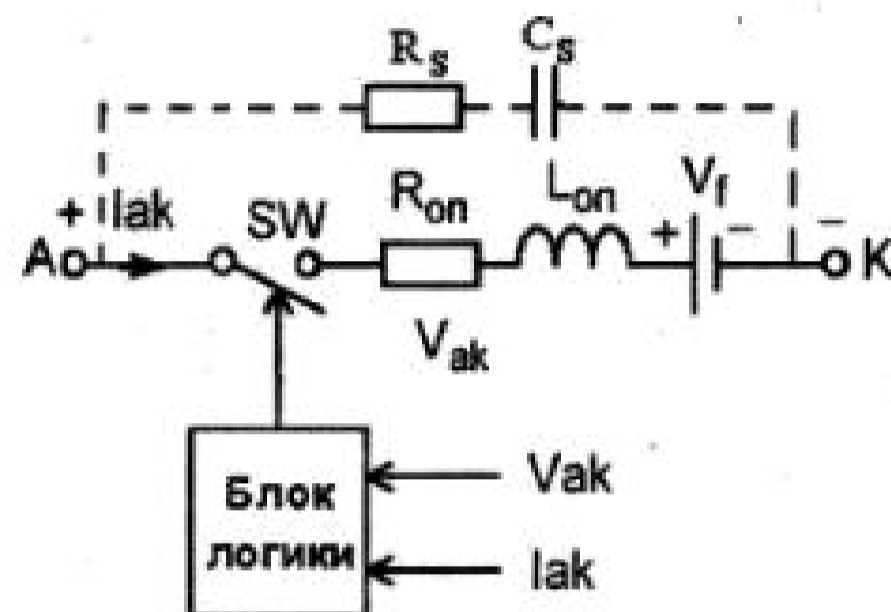 Rs Cs
+ Iak SW Ron Lon + Vf - -
A K
Vak
Блок логики
Vak
Iak